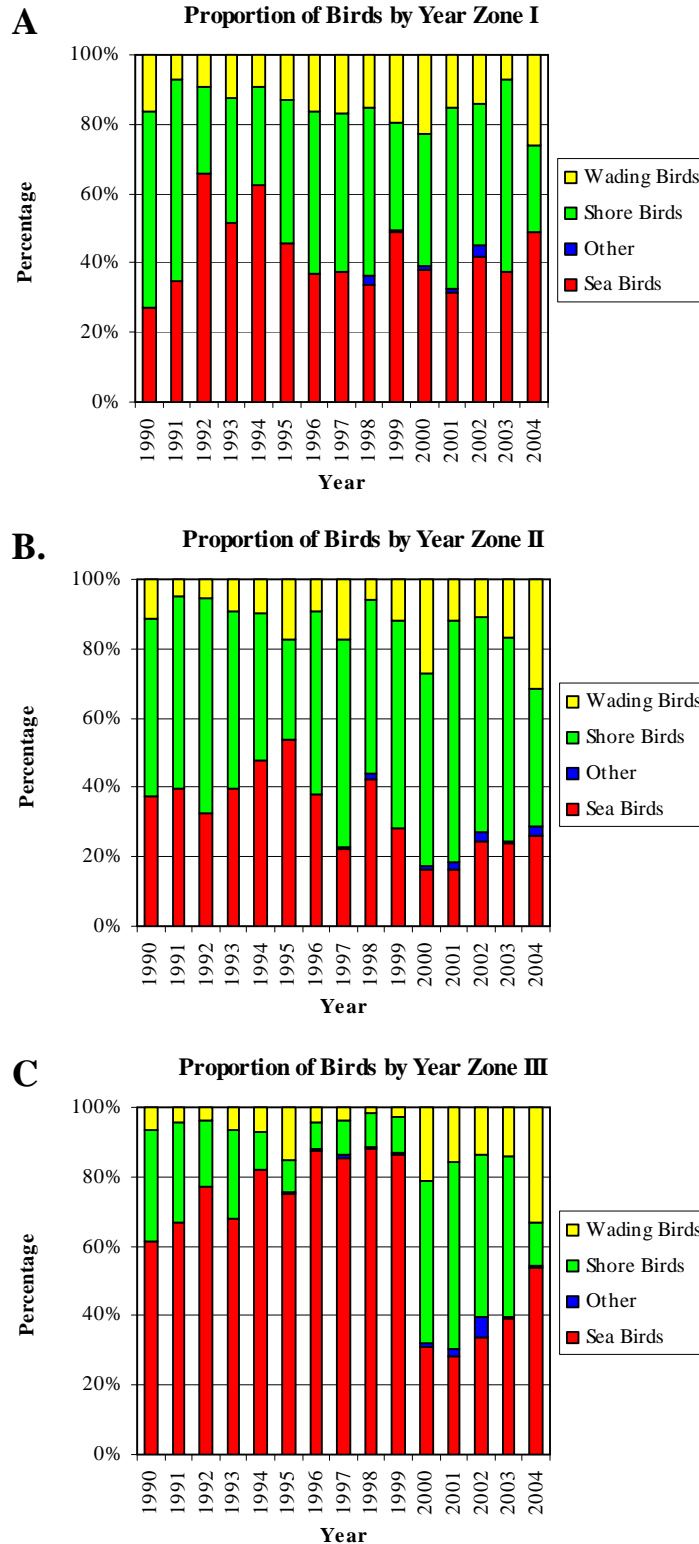 A
Proportion of Birds by Year Zone I
100%
80%
60%
40%
20%
0%
Percentage
1990
1991
1992
1993
1994
1995
1996
1997
1998
1999
2000
2001
2002
2003
2004
Year
Wading Birds
Shore Birds
Other
Sea Birds
B.
Proportion of Birds by Year Zone II
100%
80%
60%
40%
20%
0%
Percentage
1990
1991
1992
1993
1994
1995
1996
1997
1998
1999
2000
2001
2002
2003
2004
Year
Wading Birds
Shore Birds
Other
Sea Birds
C
Proportion of Birds by Year Zone III
100%
80%
60%
40%
20%
0%
Percentage
1990
1991
1992
1993
1994
1995
1996
1997
1998
1999
2000
2001
2002
2003
2004
Year
Wading Birds
Shore Birds
Other
Sea Birds